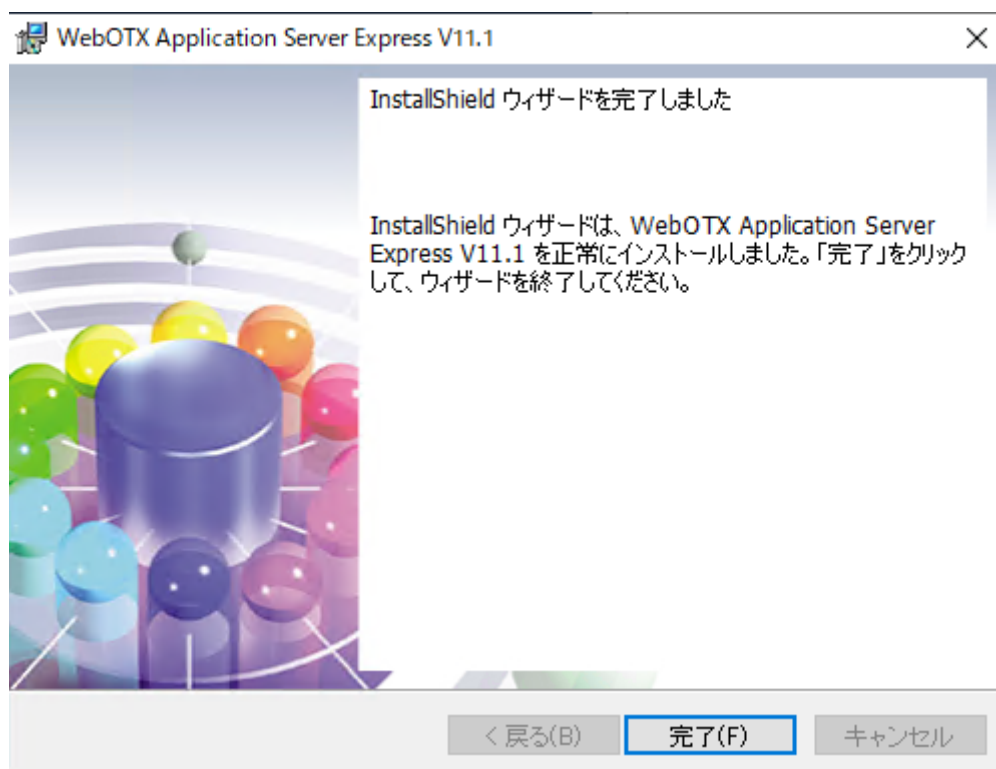 WebOTX Application Server Express V11.1
InstallShield ウィザードを完了しました
InstallShield ウィザードは、WebOTX Application Server
Express V11.1 を正常にインストールしました。「完了」をクリック
して、ウィザードを終了してください。
< 戻る(B)
完了(F)
キャンセル